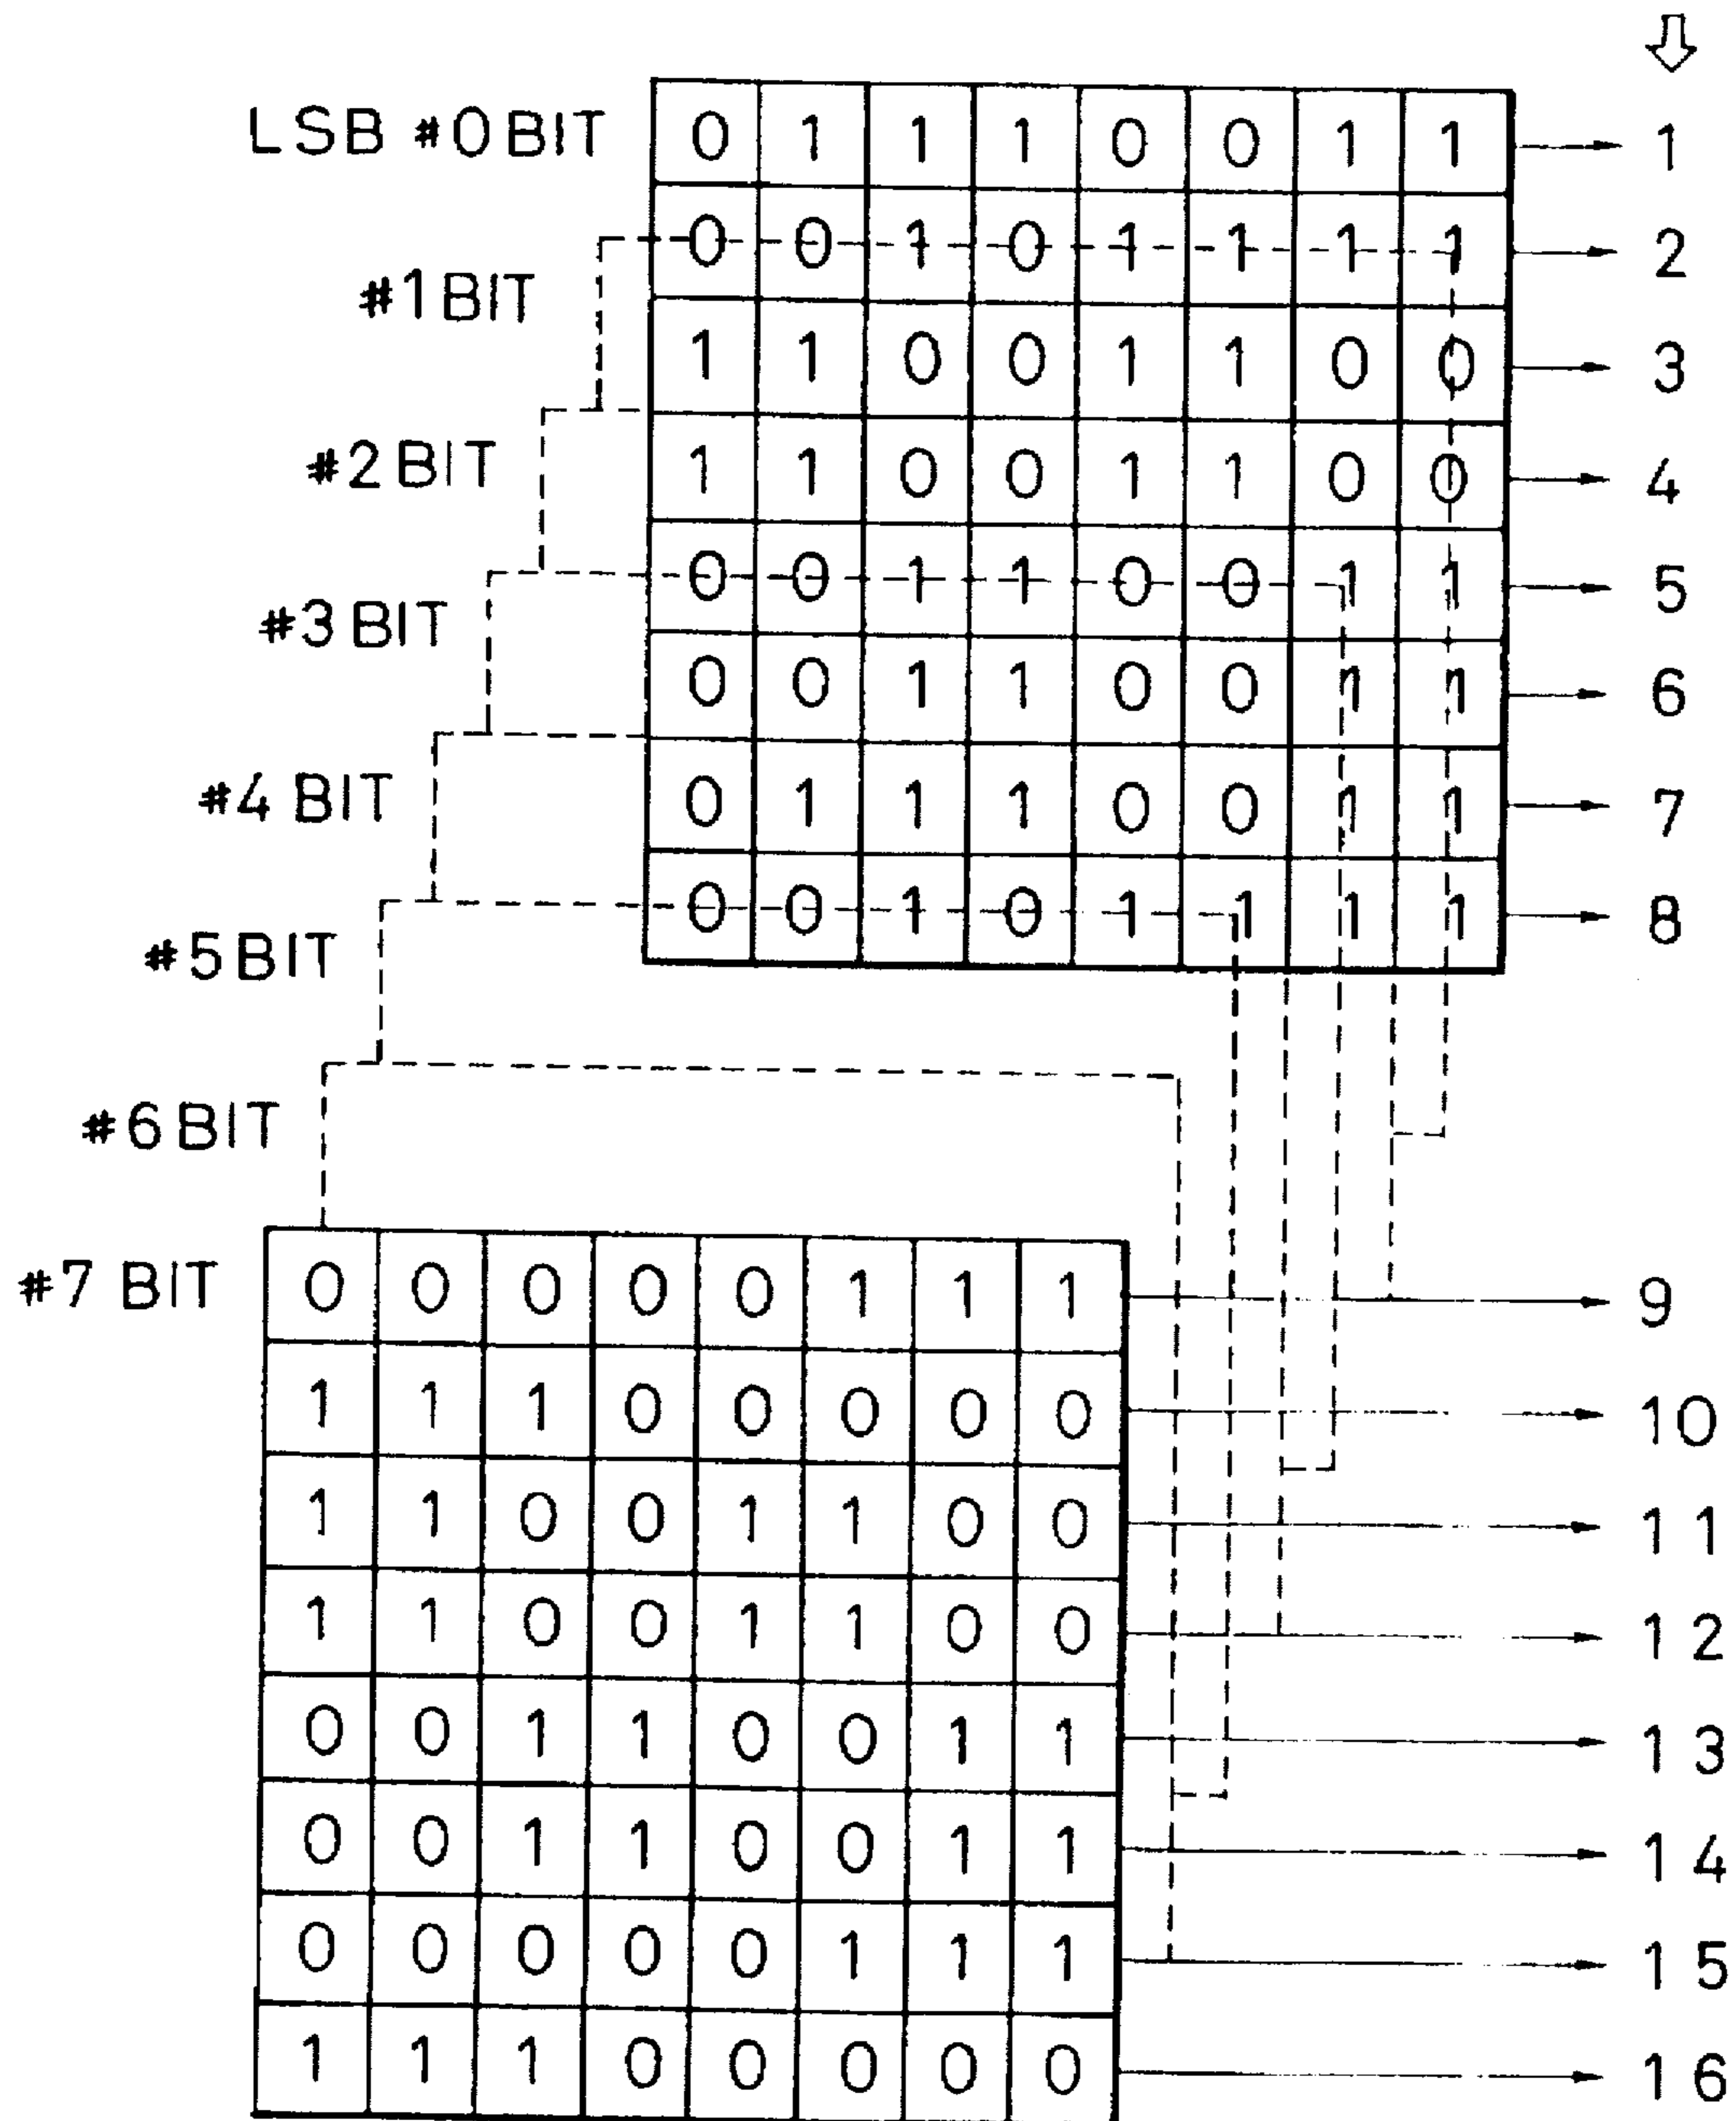 LSB #0 BIT 0 1 1 1 0 0 1 1 1
0 0 1 0 1 1 1 1 2
#1 BIT
1 1 0 0 1 1 0 0 3
#2 BIT 1 1 0 0 1 1 0 0 4
0 0 1 1 0 0 1 1 5
#3 BIT
0 0 1 1 0 0 1 1 6
#4 BIT 0 1 1 1 0 0 1 1 7
0 0 1 0 1 1 1 1 8
#5 BIT
#6 BIT
#7 BIT 0 0 0 0 0 1 1 1 9
1 1 1 0 0 0 0 0 10
1 1 0 0 1 1 0 0 11
1 1 0 0 1 1 0 0 12
0 0 1 1 0 0 1 1 13
0 0 1 1 0 0 1 1 14
0 0 0 0 0 1 1 1 15
1 1 1 0 0 0 0 0 16